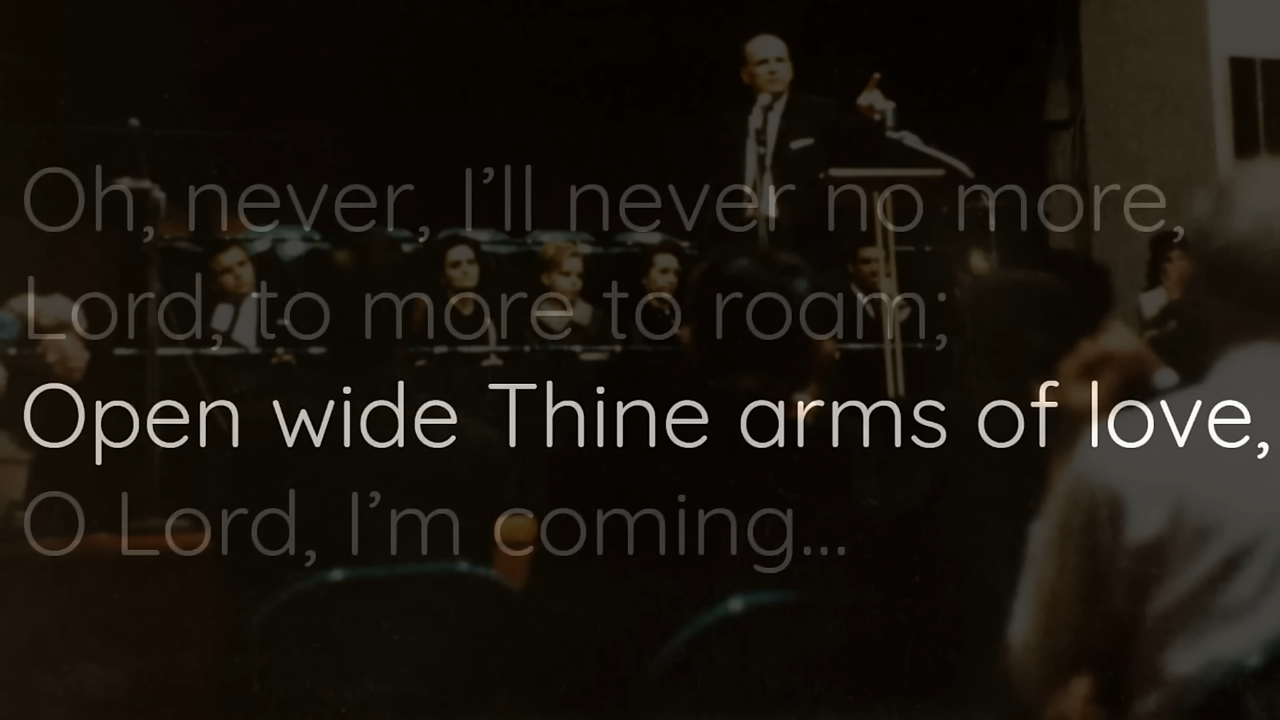 Oh, never, I’ll never no more,
Lord, to more to roam;
Open wide Thine arms of love,
O Lord, I’m coming...